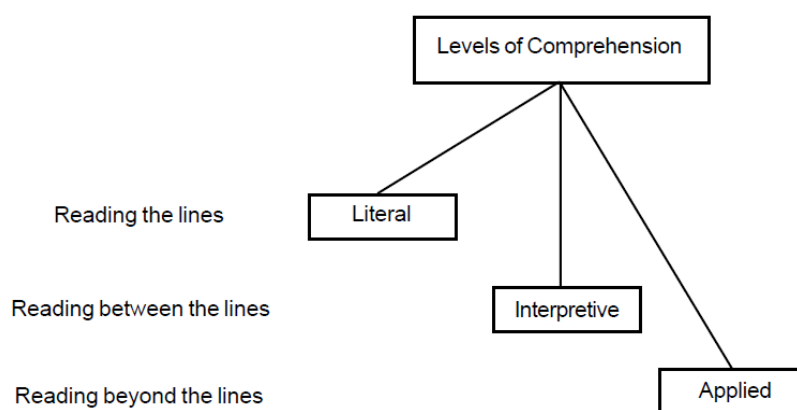 Levels of Comprehension
Reading the lines
Literal
Reading between the lines
Interpretive
Reading beyond the lines
Applied